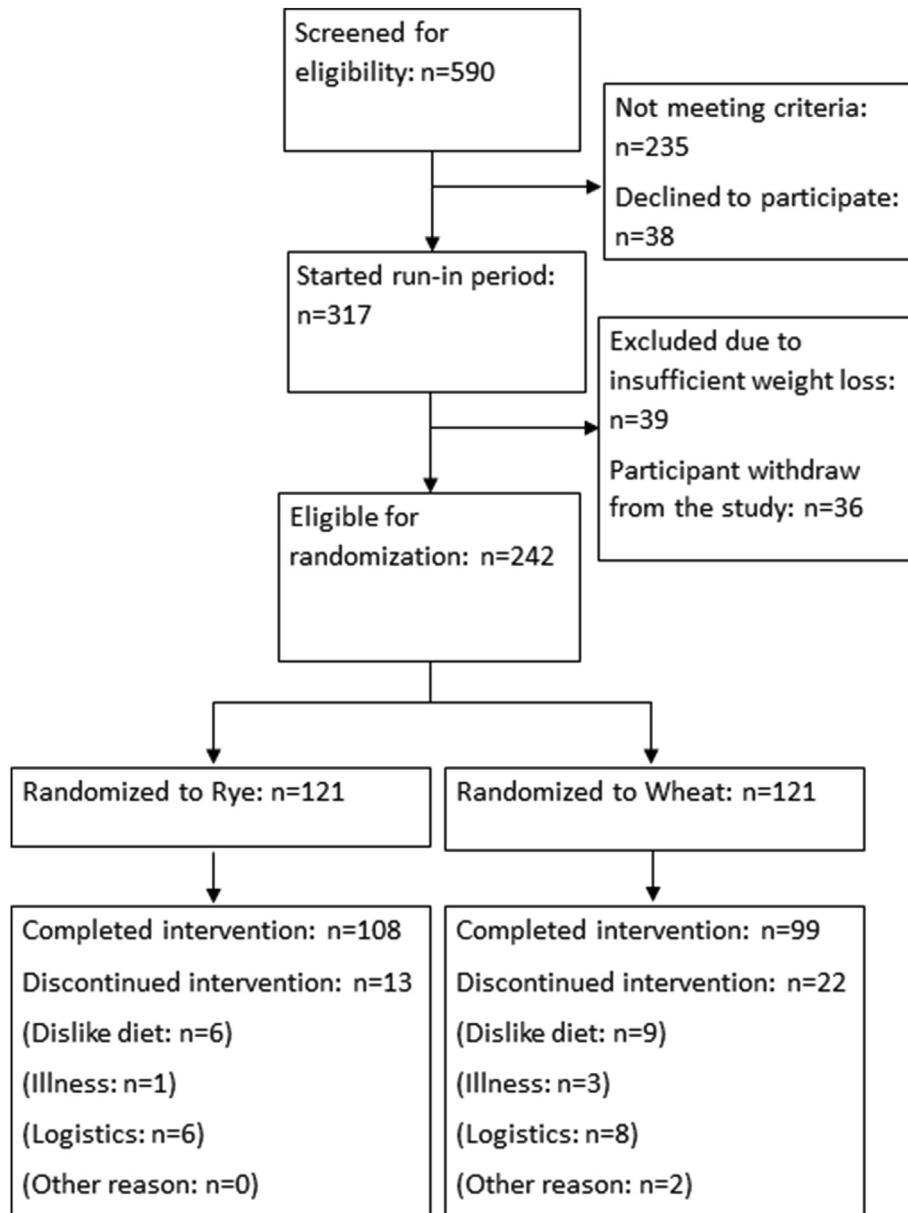 Screened for
eligibility: n=590
Not meeting criteria:
n=235
Declined to participate:
n=38
Started run-in period:
n=317
Excluded due to
insufficient weight loss:
n=39
Participant withdraw
from the study: n=36
Eligible for
randomization: n=242
Randomized to Rye: n=121
Randomized to Wheat: n=121
Completed intervention: n=108
Discontinued intervention: n=13
(Dislike diet: n=6)
(Illness: n=1)
(Logistics: n=6)
(Other reason: n=0)
Completed intervention: n=99
Discontinued intervention: n=22
(Dislike diet: n=9)
(Illness: n=3)
(Logistics: n=8)
(Other reason: n=2)